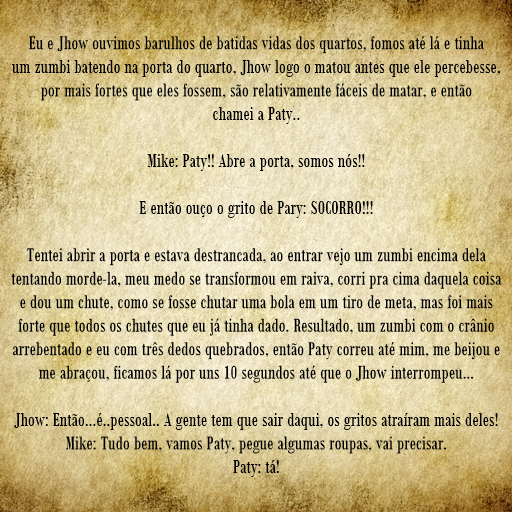 Eu e Jhow ouvimos barulhos de batidas vidas dos quartos, fomos até lá e tinha
um zumbi batendo na porta do quarto, Jhow logo o matou antes que ele percebesse,
por mais fortes que eles fossem, são relativamente fáceis de matar, e então
chamei a Paty..
Mike: Paty!! Abre a porta, somos nós!!
E então ouço o grito de Pary: SOCORRO!!!
Tentei abrir a porta e estava destrancada, ao entrar vejo um zumbi encima dela
tentando morde-la, meu medo se transformou em raiva, corri pra cima daquela coisa
e dou um chute, como se fosse chutar uma bola em um tiro de meta, mas foi mais
forte que todos os chutes que eu já tinha dado. Resultado, um zumbi com o crânio
arrebentado e eu com três dedos quebrados, então Paty correu até mim, me beijou e
me abraçou, ficamos lá por uns 10 segundos até que o Jhow interrompeu...
Jhow: Então...é..pessoal.. A gente tem que sair daqui, os gritos atraíram mais deles!
Mike: Tudo bem, vamos Paty, pegue algumas roupas, vai precisar.
Paty: tá!